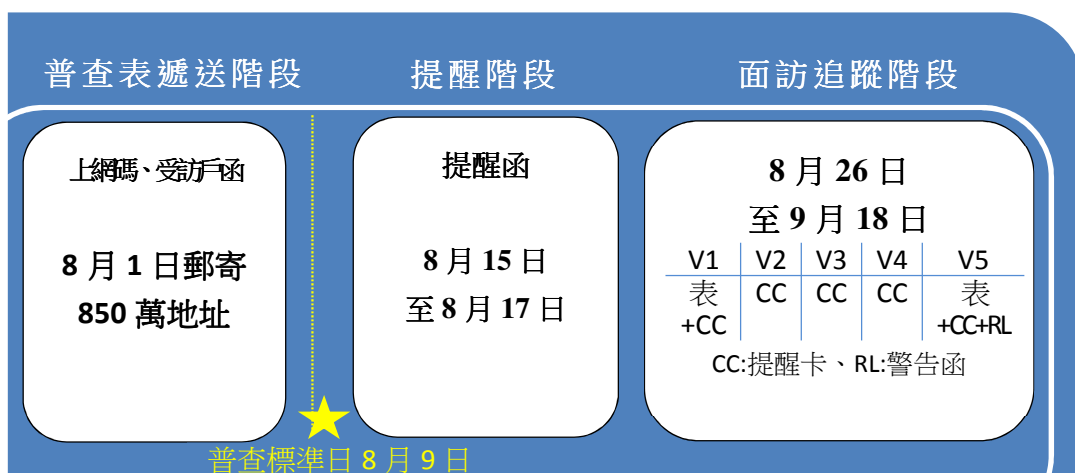 普查表遞送階段
提醒階段
面訪追蹤階段
上網碼、受訪戶函
8 月 1 日郵寄
850 萬地址
提醒函
8 月 15 日
至 8 月 17 日
8 月 26 日
至 9 月 18 日
V1 V2 V3 V4 V5
表 CC CC CC 表
+CC +CC+RL
CC:提醒卡、RL:警告函
普查標準日 8 月 9 日